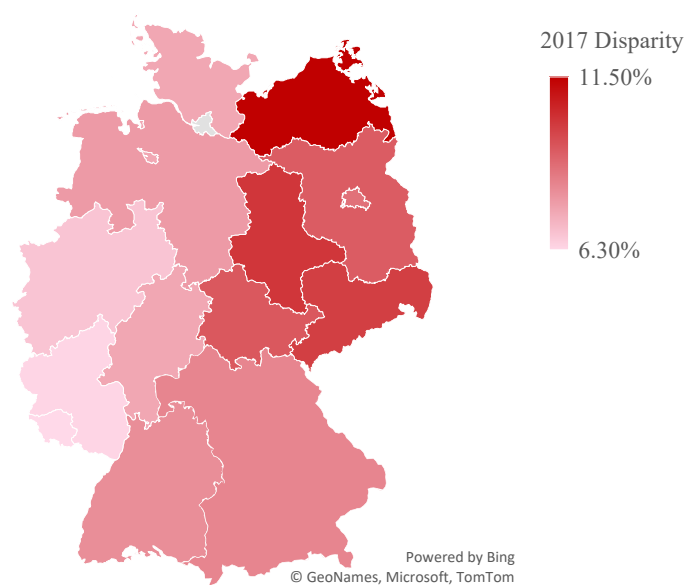 2017 Disparity
11.50%
6.30%
Powered by Bing
© GeoNames, Microsoft, TomTom